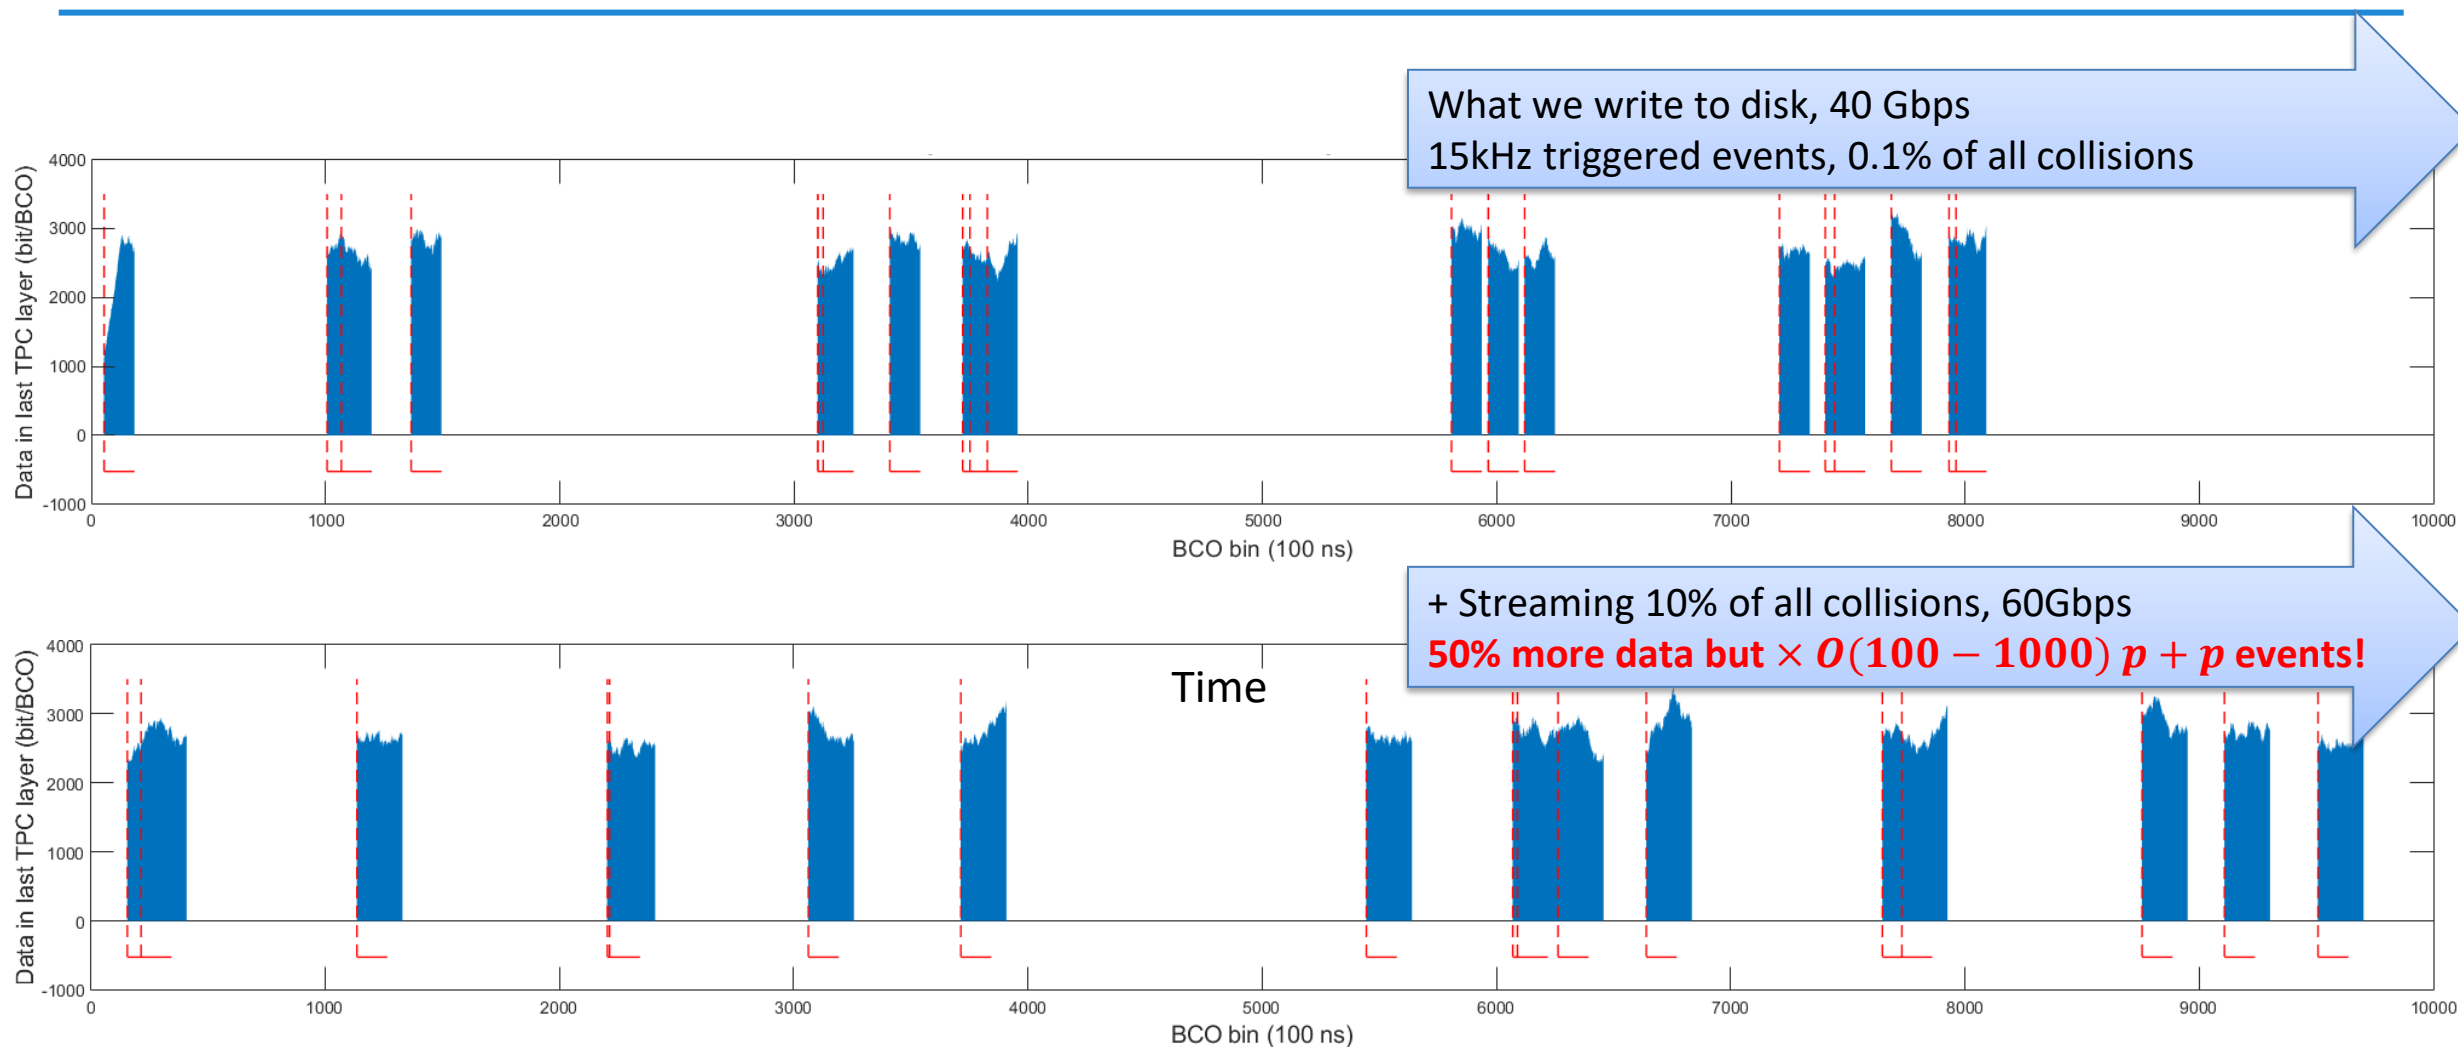 What we write to disk, 40 Gbps
15kHz triggered events, 0.1% of all collisions
Data in last TPC layer (bit/BCO)
4000
3000
2000
1000
0
-1000
0 1000 2000 3000 4000 5000 6000 7000 8000 9000 10000
BCO bin (100 ns)
+ Streaming 10% of all collisions, 60Gbps
50% more data but × O(100 − 1000) p + p events!
Time
Data in last TPC layer (bit/BCO)
4000
3000
2000
1000
0
-1000
0 1000 2000 3000 4000 5000 6000 7000 8000 9000 10000
BCO bin (100 ns)